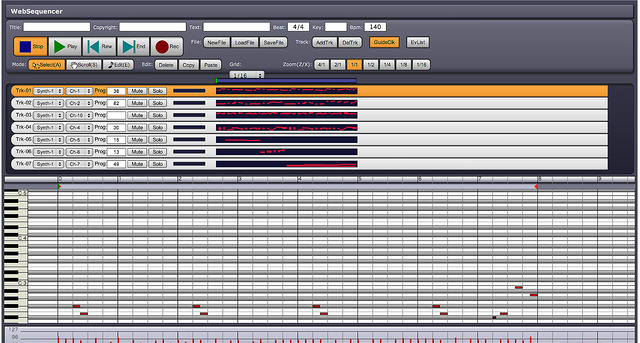 WebSequencer
Title: Copyright: Text: Beat: 4/4 Key: Bpm: 140
Stop Play Rew End Rec File: NewFile LoadFile SaveFile Track: AddTrk DelTrk GuideClk EvList
Mode: Select(A) Scroll(S) Edit(E) Edit: Delete Copy Paste Grid: Zoom(Z/X): 4/1 2/1 1/1 1/2 1/4 1/8 1/16
1/16
Trk-01 Synth-1 Ch-1 Prog: 38 Mute Solo
Trk-02 Synth-1 Ch-2 Prog: 82 Mute Solo
Trk-03 Synth-1 Ch-10 Prog: Mute Solo
Trk-04 Synth-1 Ch-4 Prog: 30 Mute Solo
Trk-05 Synth-1 Ch-5 Prog: Mute Solo
Trk-06 Synth-1 Ch-6 Prog: 13 Mute Solo
Trk-07 Synth-1 Ch-7 Prog: 49 Mute Solo
0 1 2 3 4 5 6 7 8 9
C 5
C 4
C 3
127
96